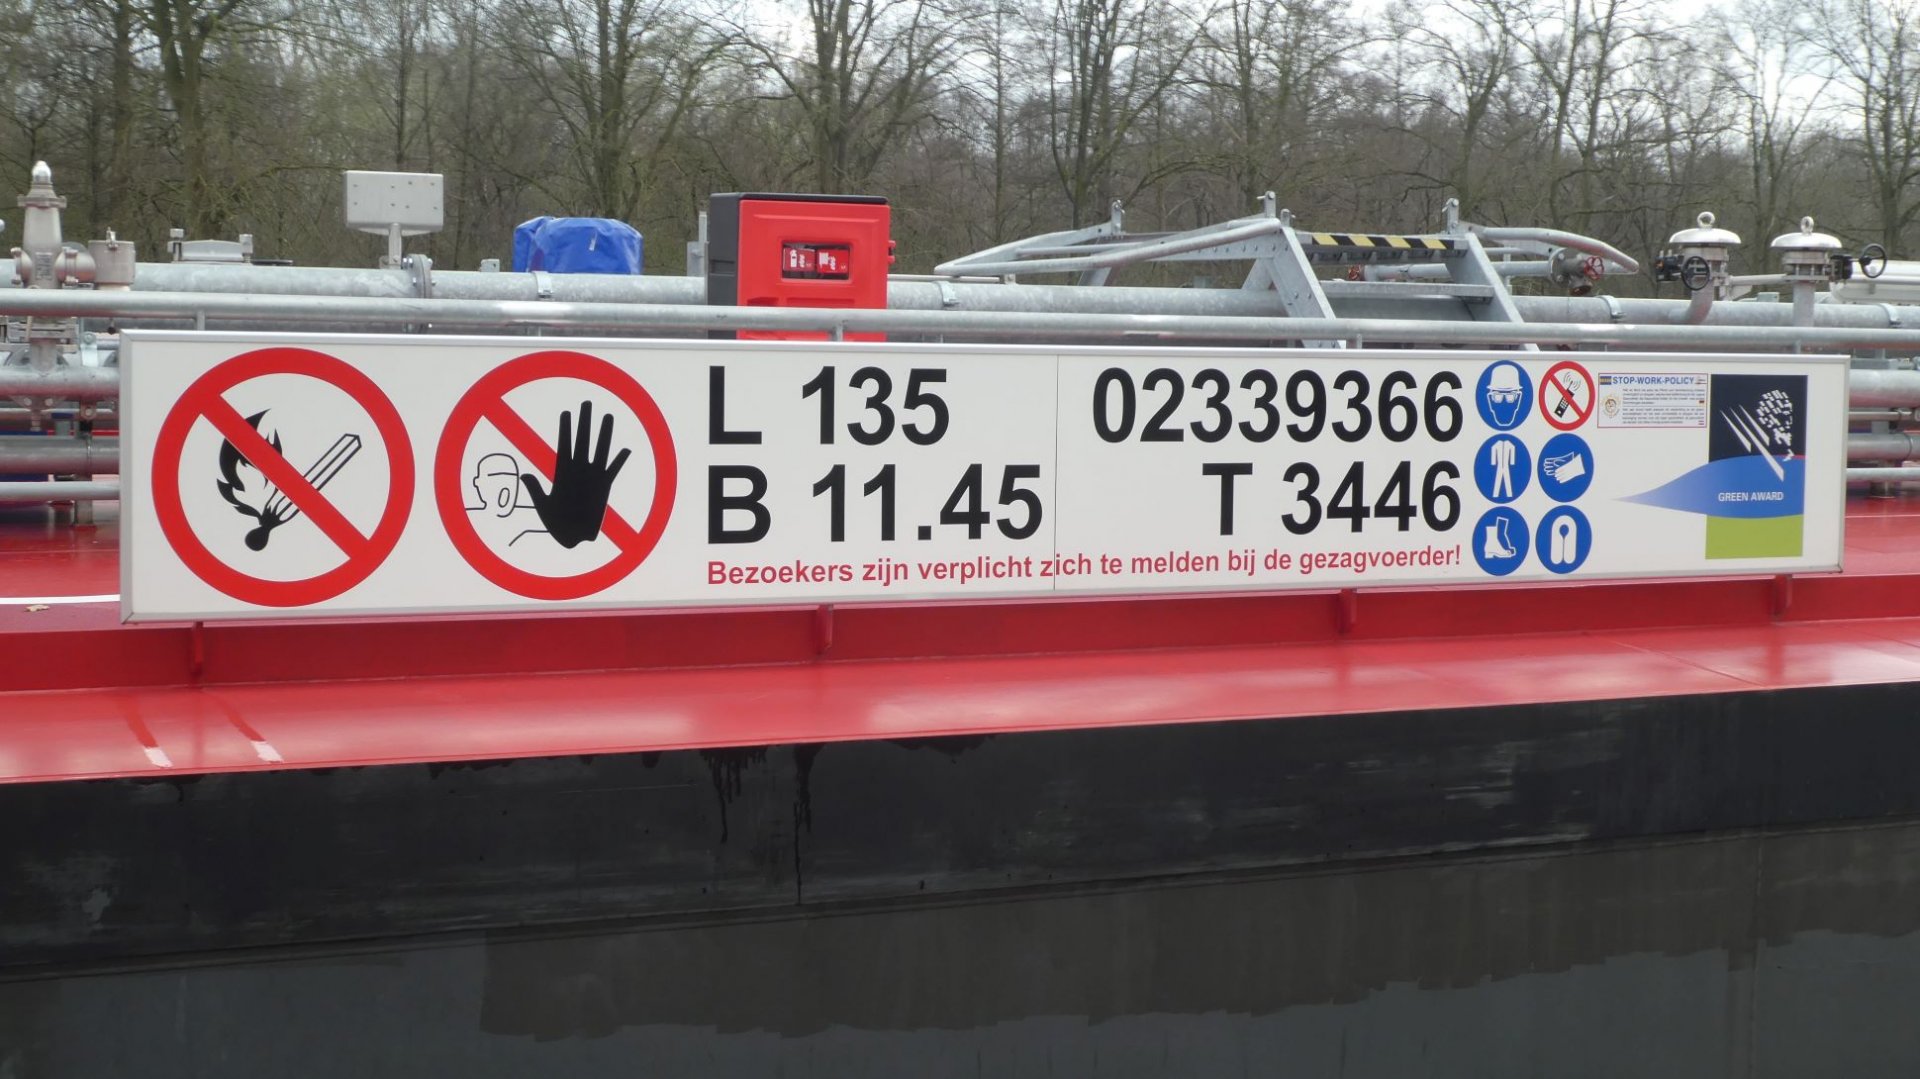 L 135
B 11.45
02339366
T 3446
Bezoekers zijn verplicht zich te melden bij de gezagvoerder!
STOP-WORK-POLICY
GREEN AWARD